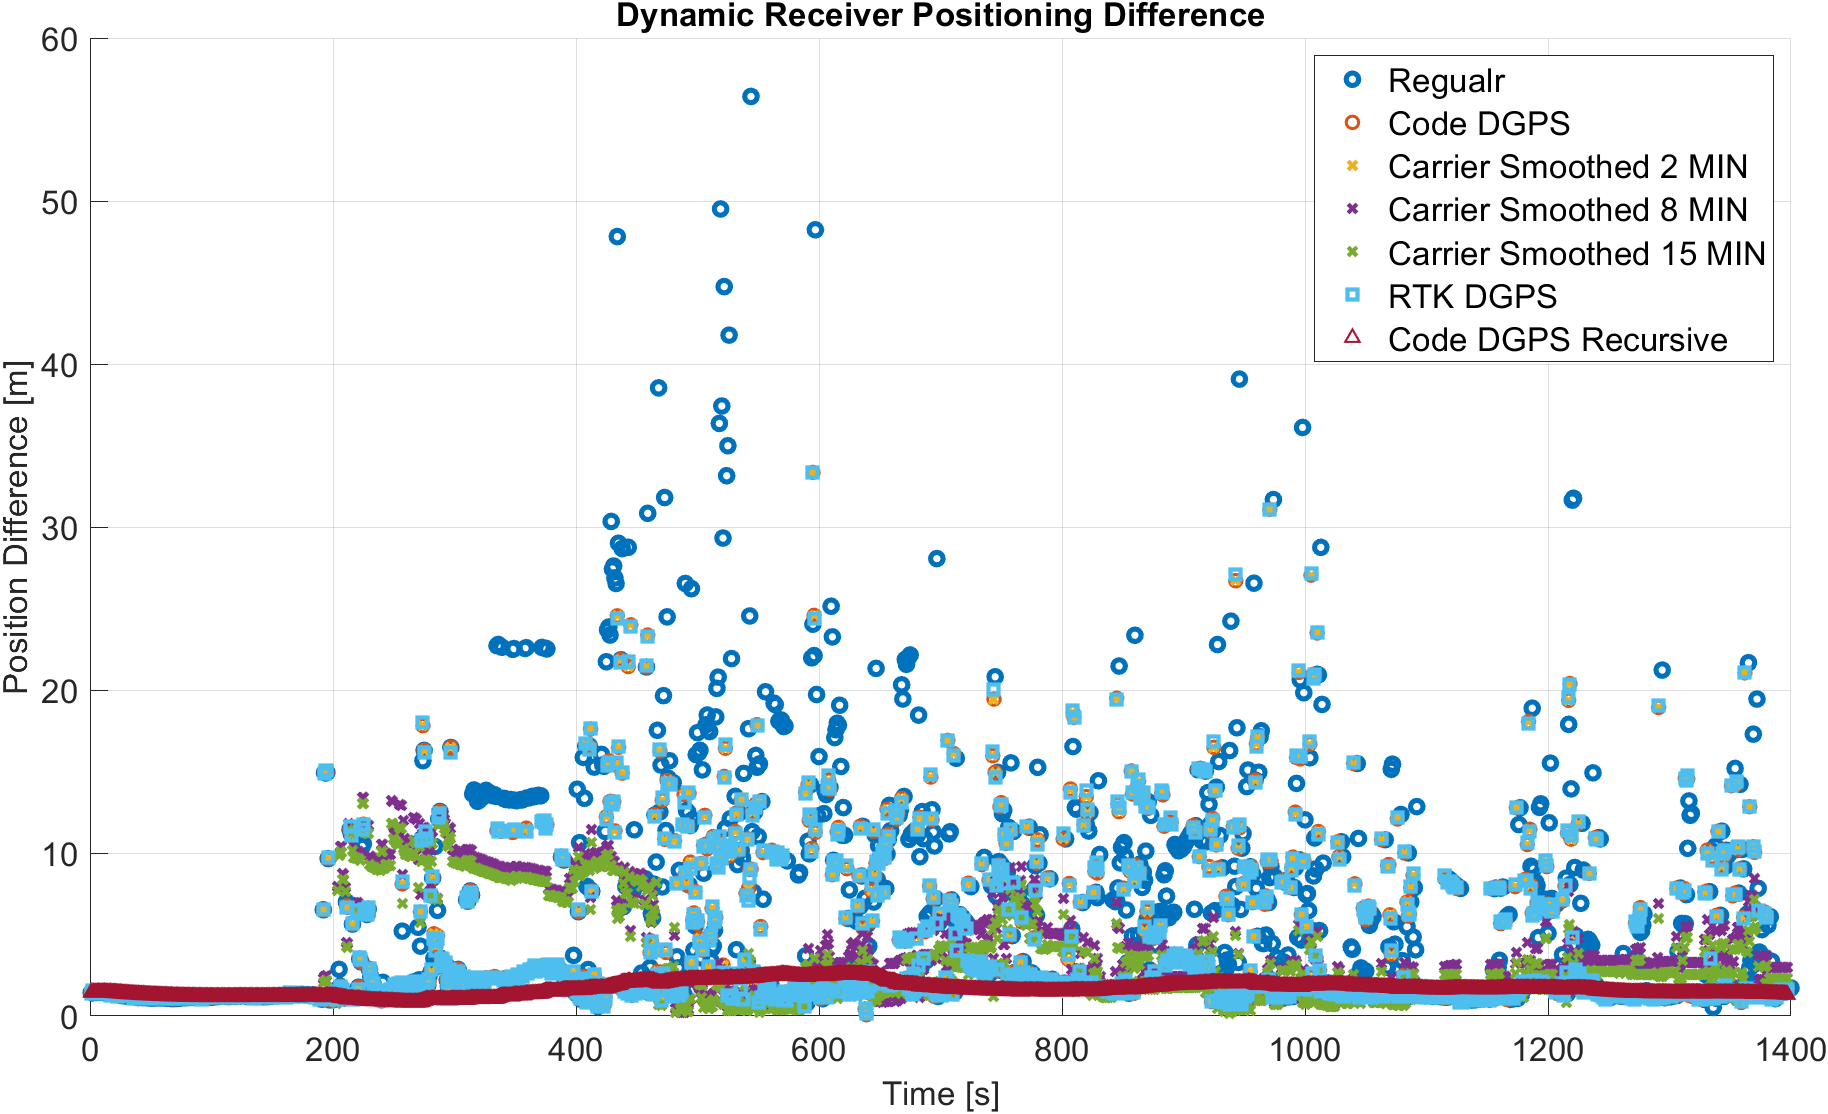 Dynamic Receiver Positioning Difference
60
50
40
30
20
10
0
Position Difference [m]
Regualr
Code DGPS
Carrier Smoothed 2 MIN
Carrier Smoothed 8 MIN
Carrier Smoothed 15 MIN
RTK DGPS
Code DGPS Recursive
0 200 400 600 800 1000 1200 1400
Time [s]